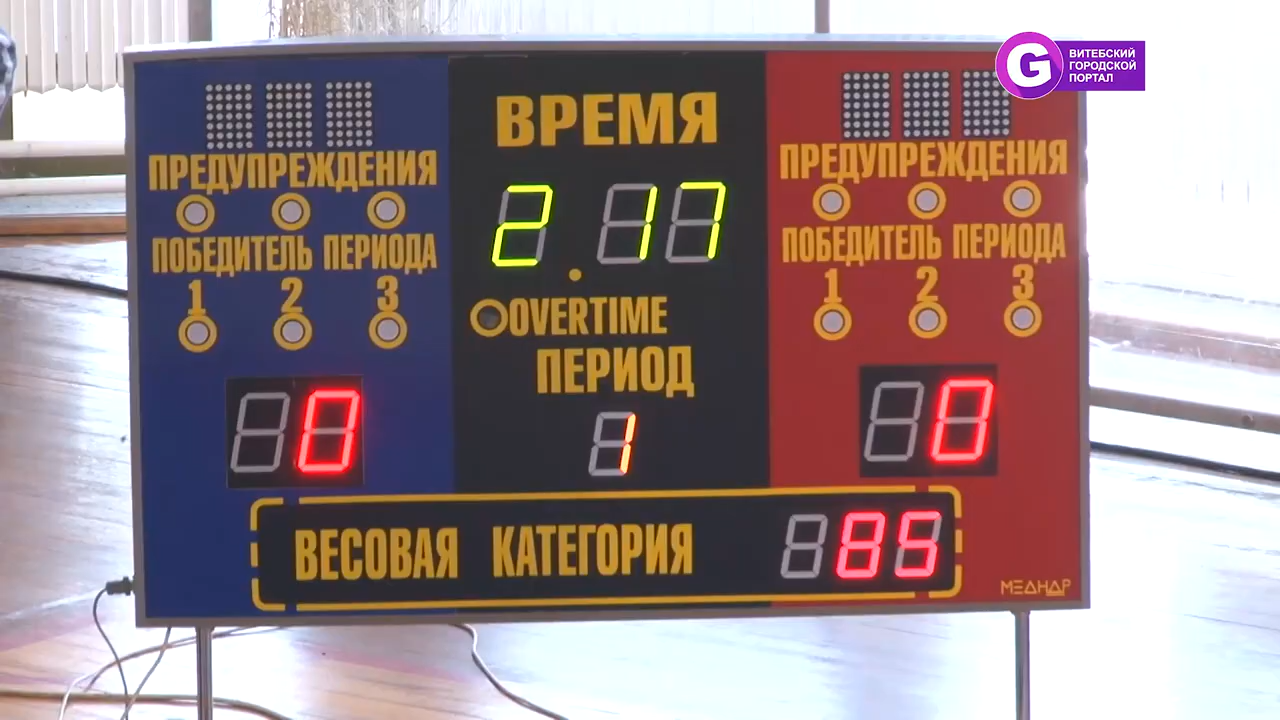 G ВИТЕБСКИЙ
ГОРОДСКОЙ
ПОРТАЛ
ВРЕМЯ
2.17
OVERTIME
ПЕРИОД
1
ПРЕДУПРЕЖДЕНИЯ
ПОБЕДИТЕЛЬ ПЕРИОДА
1 2 3
0
ПРЕДУПРЕЖДЕНИЯ
ПОБЕДИТЕЛЬ ПЕРИОДА
1 2 3
0
ВЕСОВАЯ КАТЕГОРИЯ 85
МЕДНАР